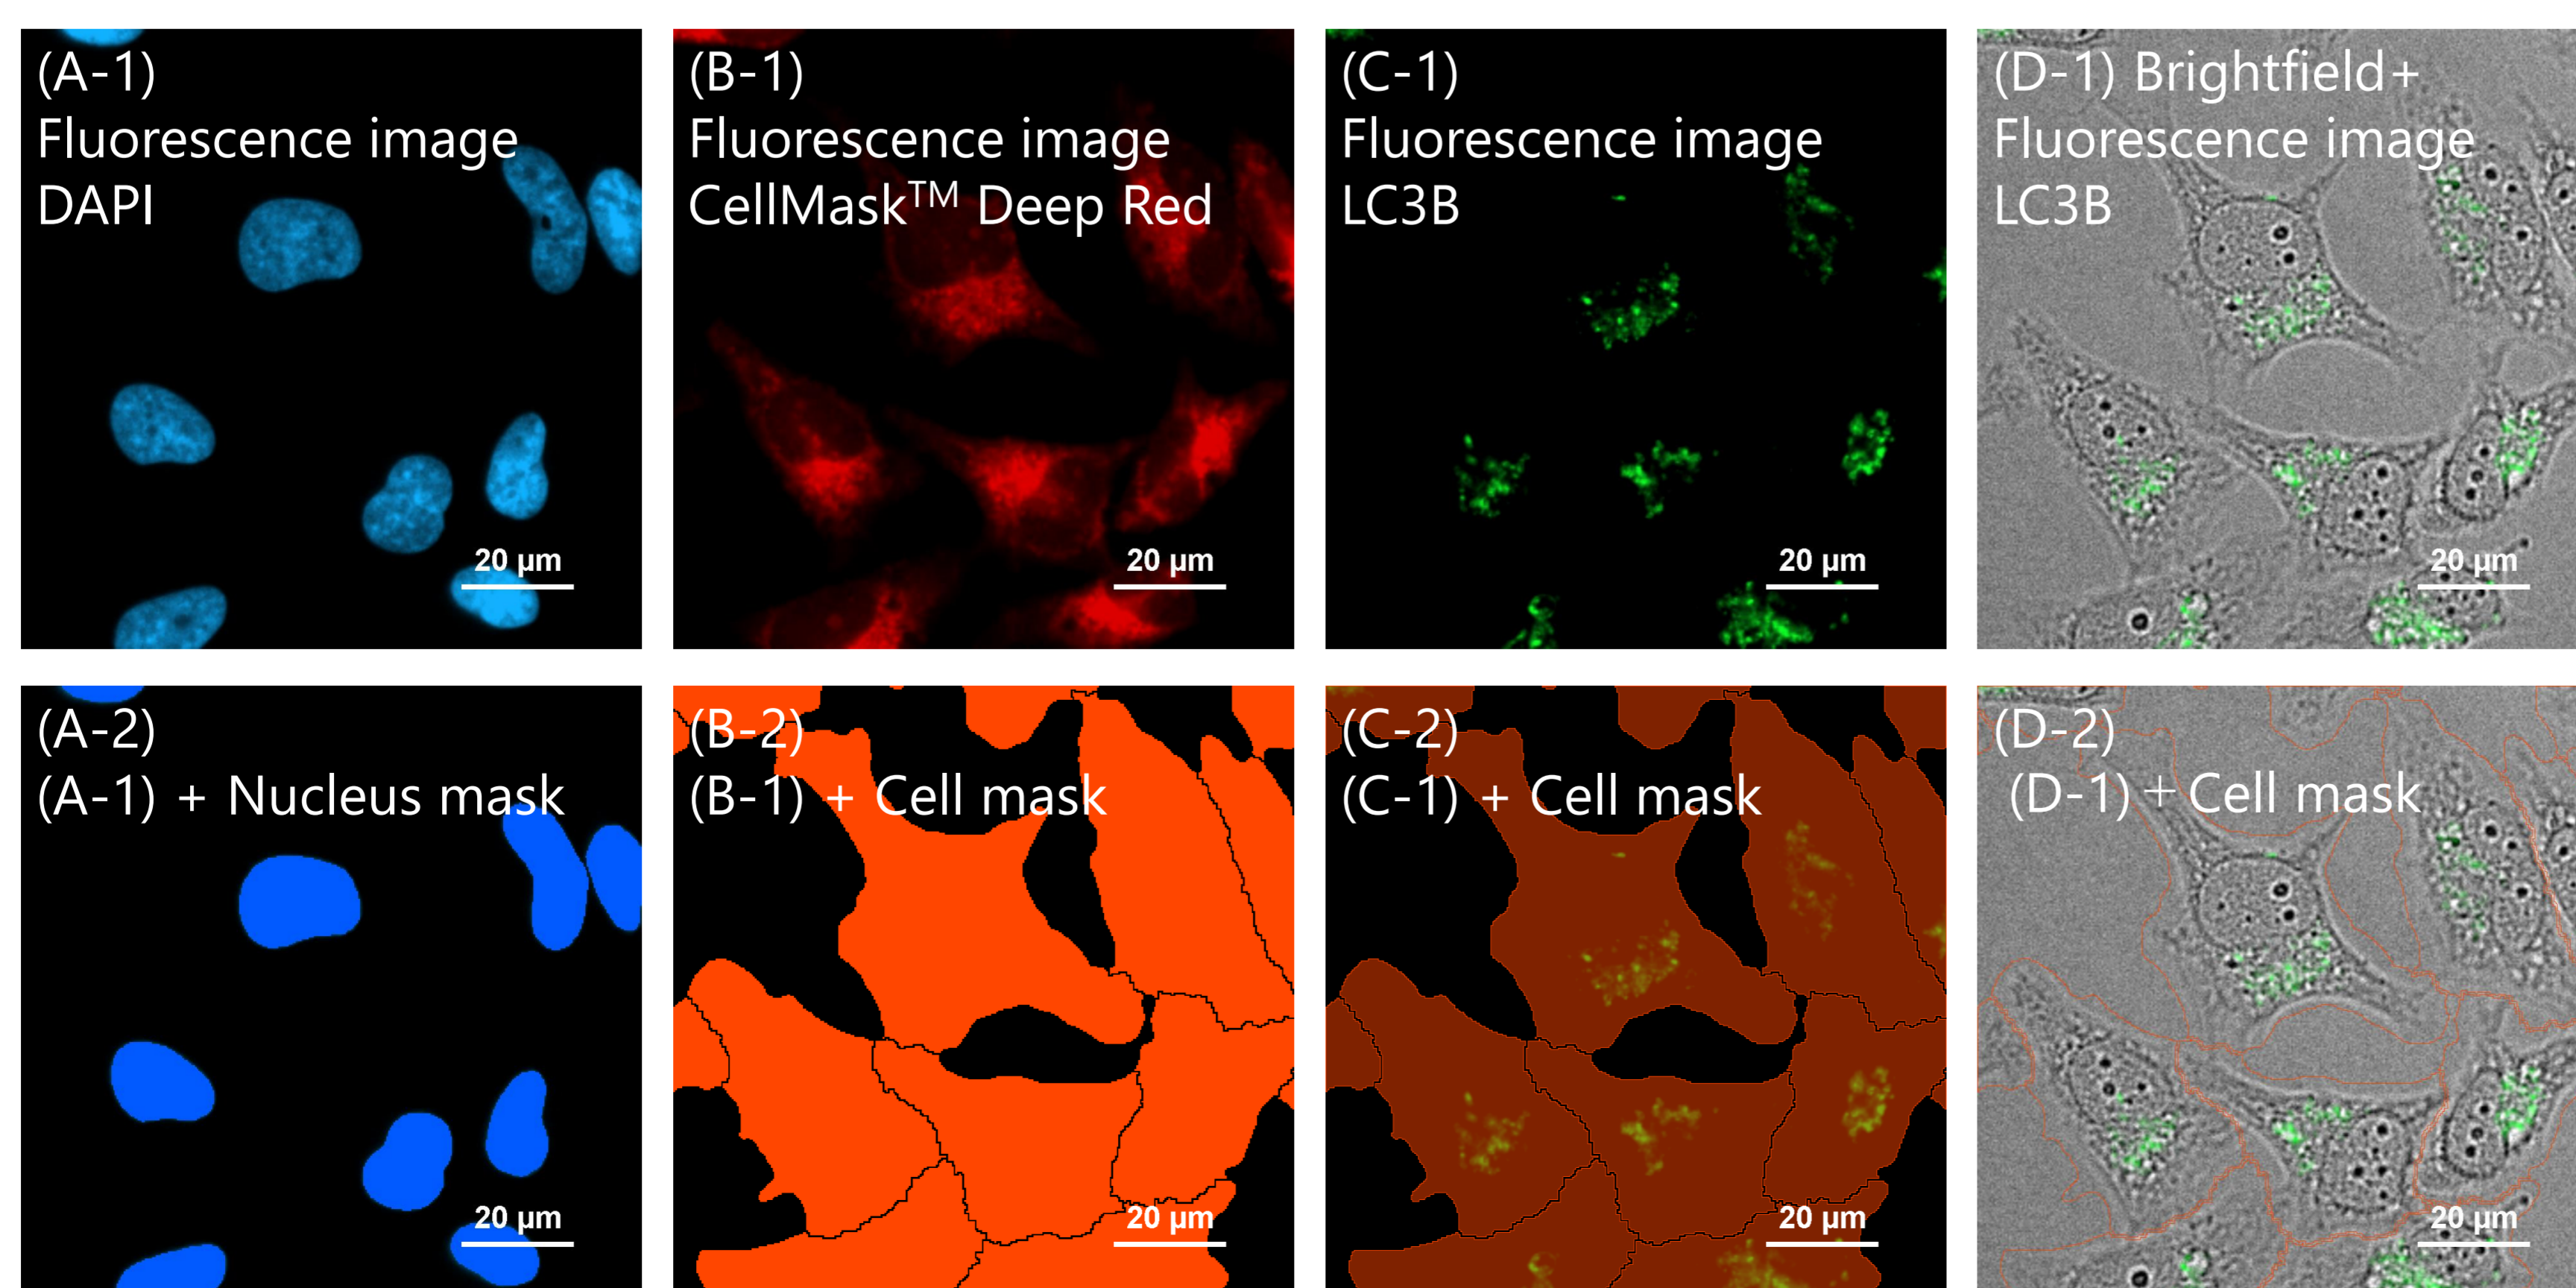 (A-1)
Fluorescence image
DAPI
20 µm
(B-1)
Fluorescence image
CellMask™ Deep Red
20 µm
(C-1)
Fluorescence image
LC3B
20 µm
(D-1) Brightfield+
Fluorescence image
LC3B
20 µm
(A-2)
(A-1) + Nucleus mask
20 µm
(B-2)
(B-1) + Cell mask
20 µm
(C-2)
(C-1) + Cell mask
20 µm
(D-2)
(D-1)+Cell mask
20 µm